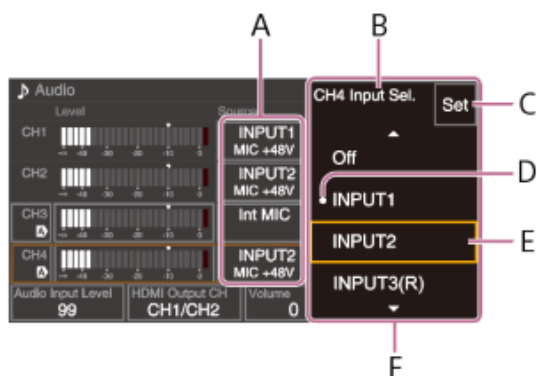 A
B
♪ Audio
CH4 Input Sel.
Set
C
Level
CH1
INPUT1
MIC +48V
Off
D
CH2
INPUT2
MIC +48V
INPUT1
CH3
Int MIC
INPUT2
E
CH4
INPUT2
MIC +48V
INPUT3(R)
Audio Input Level
99
HDMI Output CH
CH1/CH2
Volume
0
F